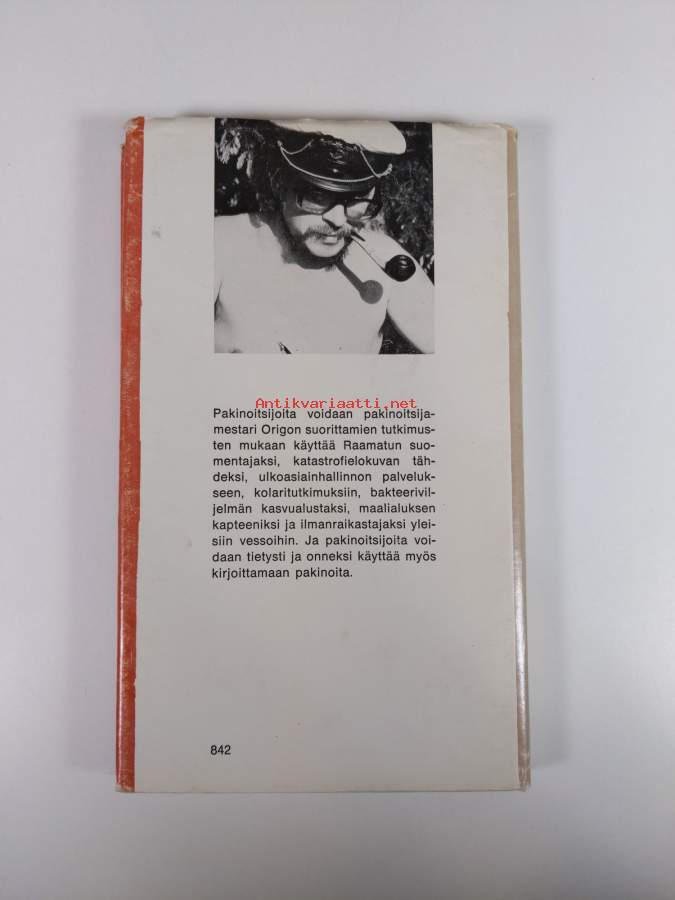 Antikvariaatti.net
Pakinoitsijoita voidaan pakinoitsija-
mestari Origon suorittamien tutkimus-
ten mukaan käyttää Raamatun suo-
mentajaksi, katastrofielokuvan täh-
deksi, ulkoasiainhallinnon palveluk-
seen, kolaritutkimuksiin, bakteerivil-
jelmän kasvualustaksi, maalialuksen
kapteeniksi ja ilmanraikastajaksi ylei-
siin vessoihin. Ja pakinoitsijoita voi-
daan tietysti ja onneksi käyttää myös
kirjoittamaan pakinoita.
842